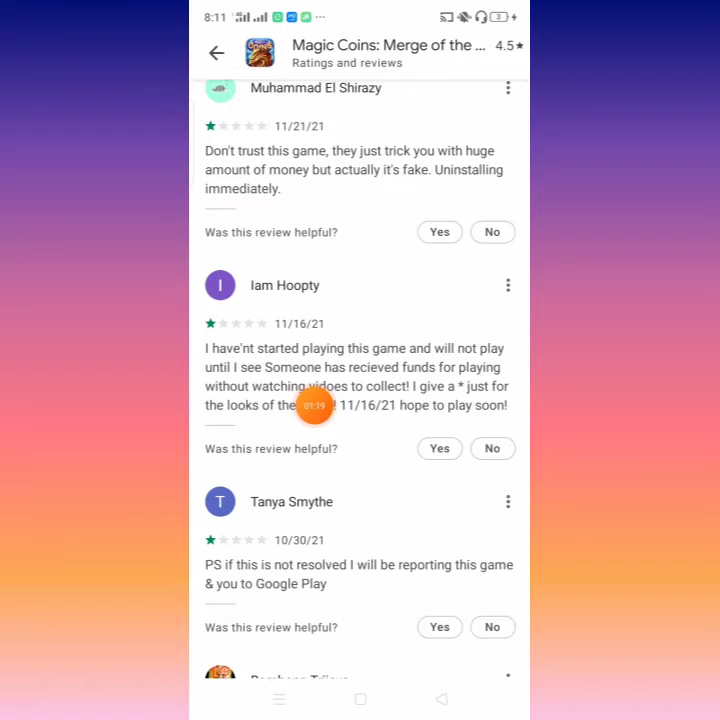 8:11
3
Magic Coins: Merge of the ... 4.5★
Ratings and reviews
Muhammad El Shirazy
11/21/21
Don't trust this game, they just trick you with huge
amount of money but actually it's fake. Uninstalling
immediately.
Was this review helpful? Yes No
I Iam Hoopty
11/16/21
I have'nt started playing this game and will not play
until I see Someone has recieved funds for playing
without watching vidoes to collect! I give a * just for
the looks of the 01:19 ! 11/16/21 hope to play soon!
Was this review helpful? Yes No
T Tanya Smythe
10/30/21
PS if this is not resolved I will be reporting this game
& you to Google Play
Was this review helpful? Yes No